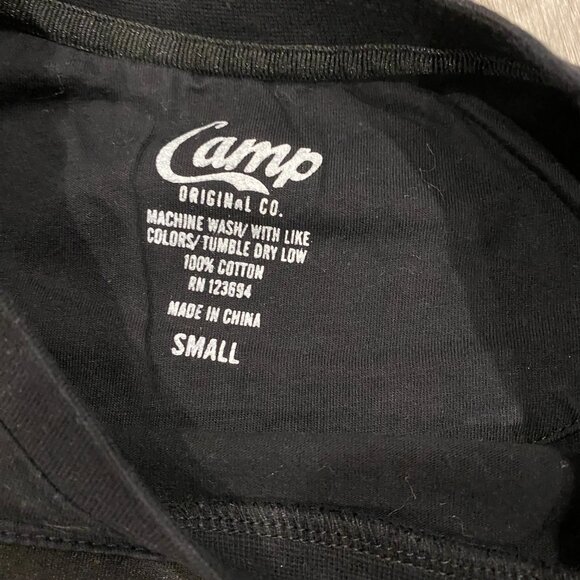 Camp
ORIGINAL CO.
MACHINE WASH/ WITH LIKE
COLORS/ TUMBLE DRY LOW
100% COTTON
RN 123694
MADE IN CHINA
SMALL